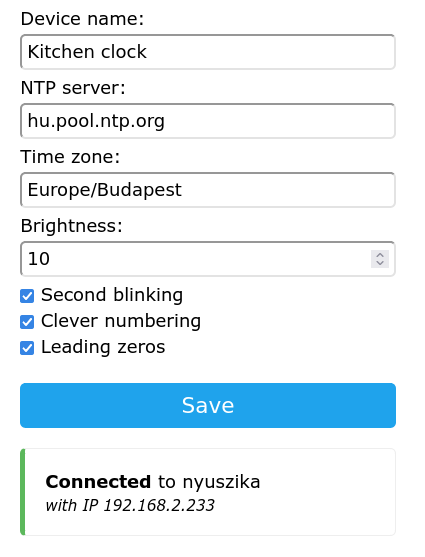 Device name:
Kitchen clock
NTP server:
hu.pool.ntp.org
Time zone:
Europe/Budapest
Brightness:
10
Second blinking
Clever numbering
Leading zeros
Save
Connected to nyuszika
with IP 192.168.2.233